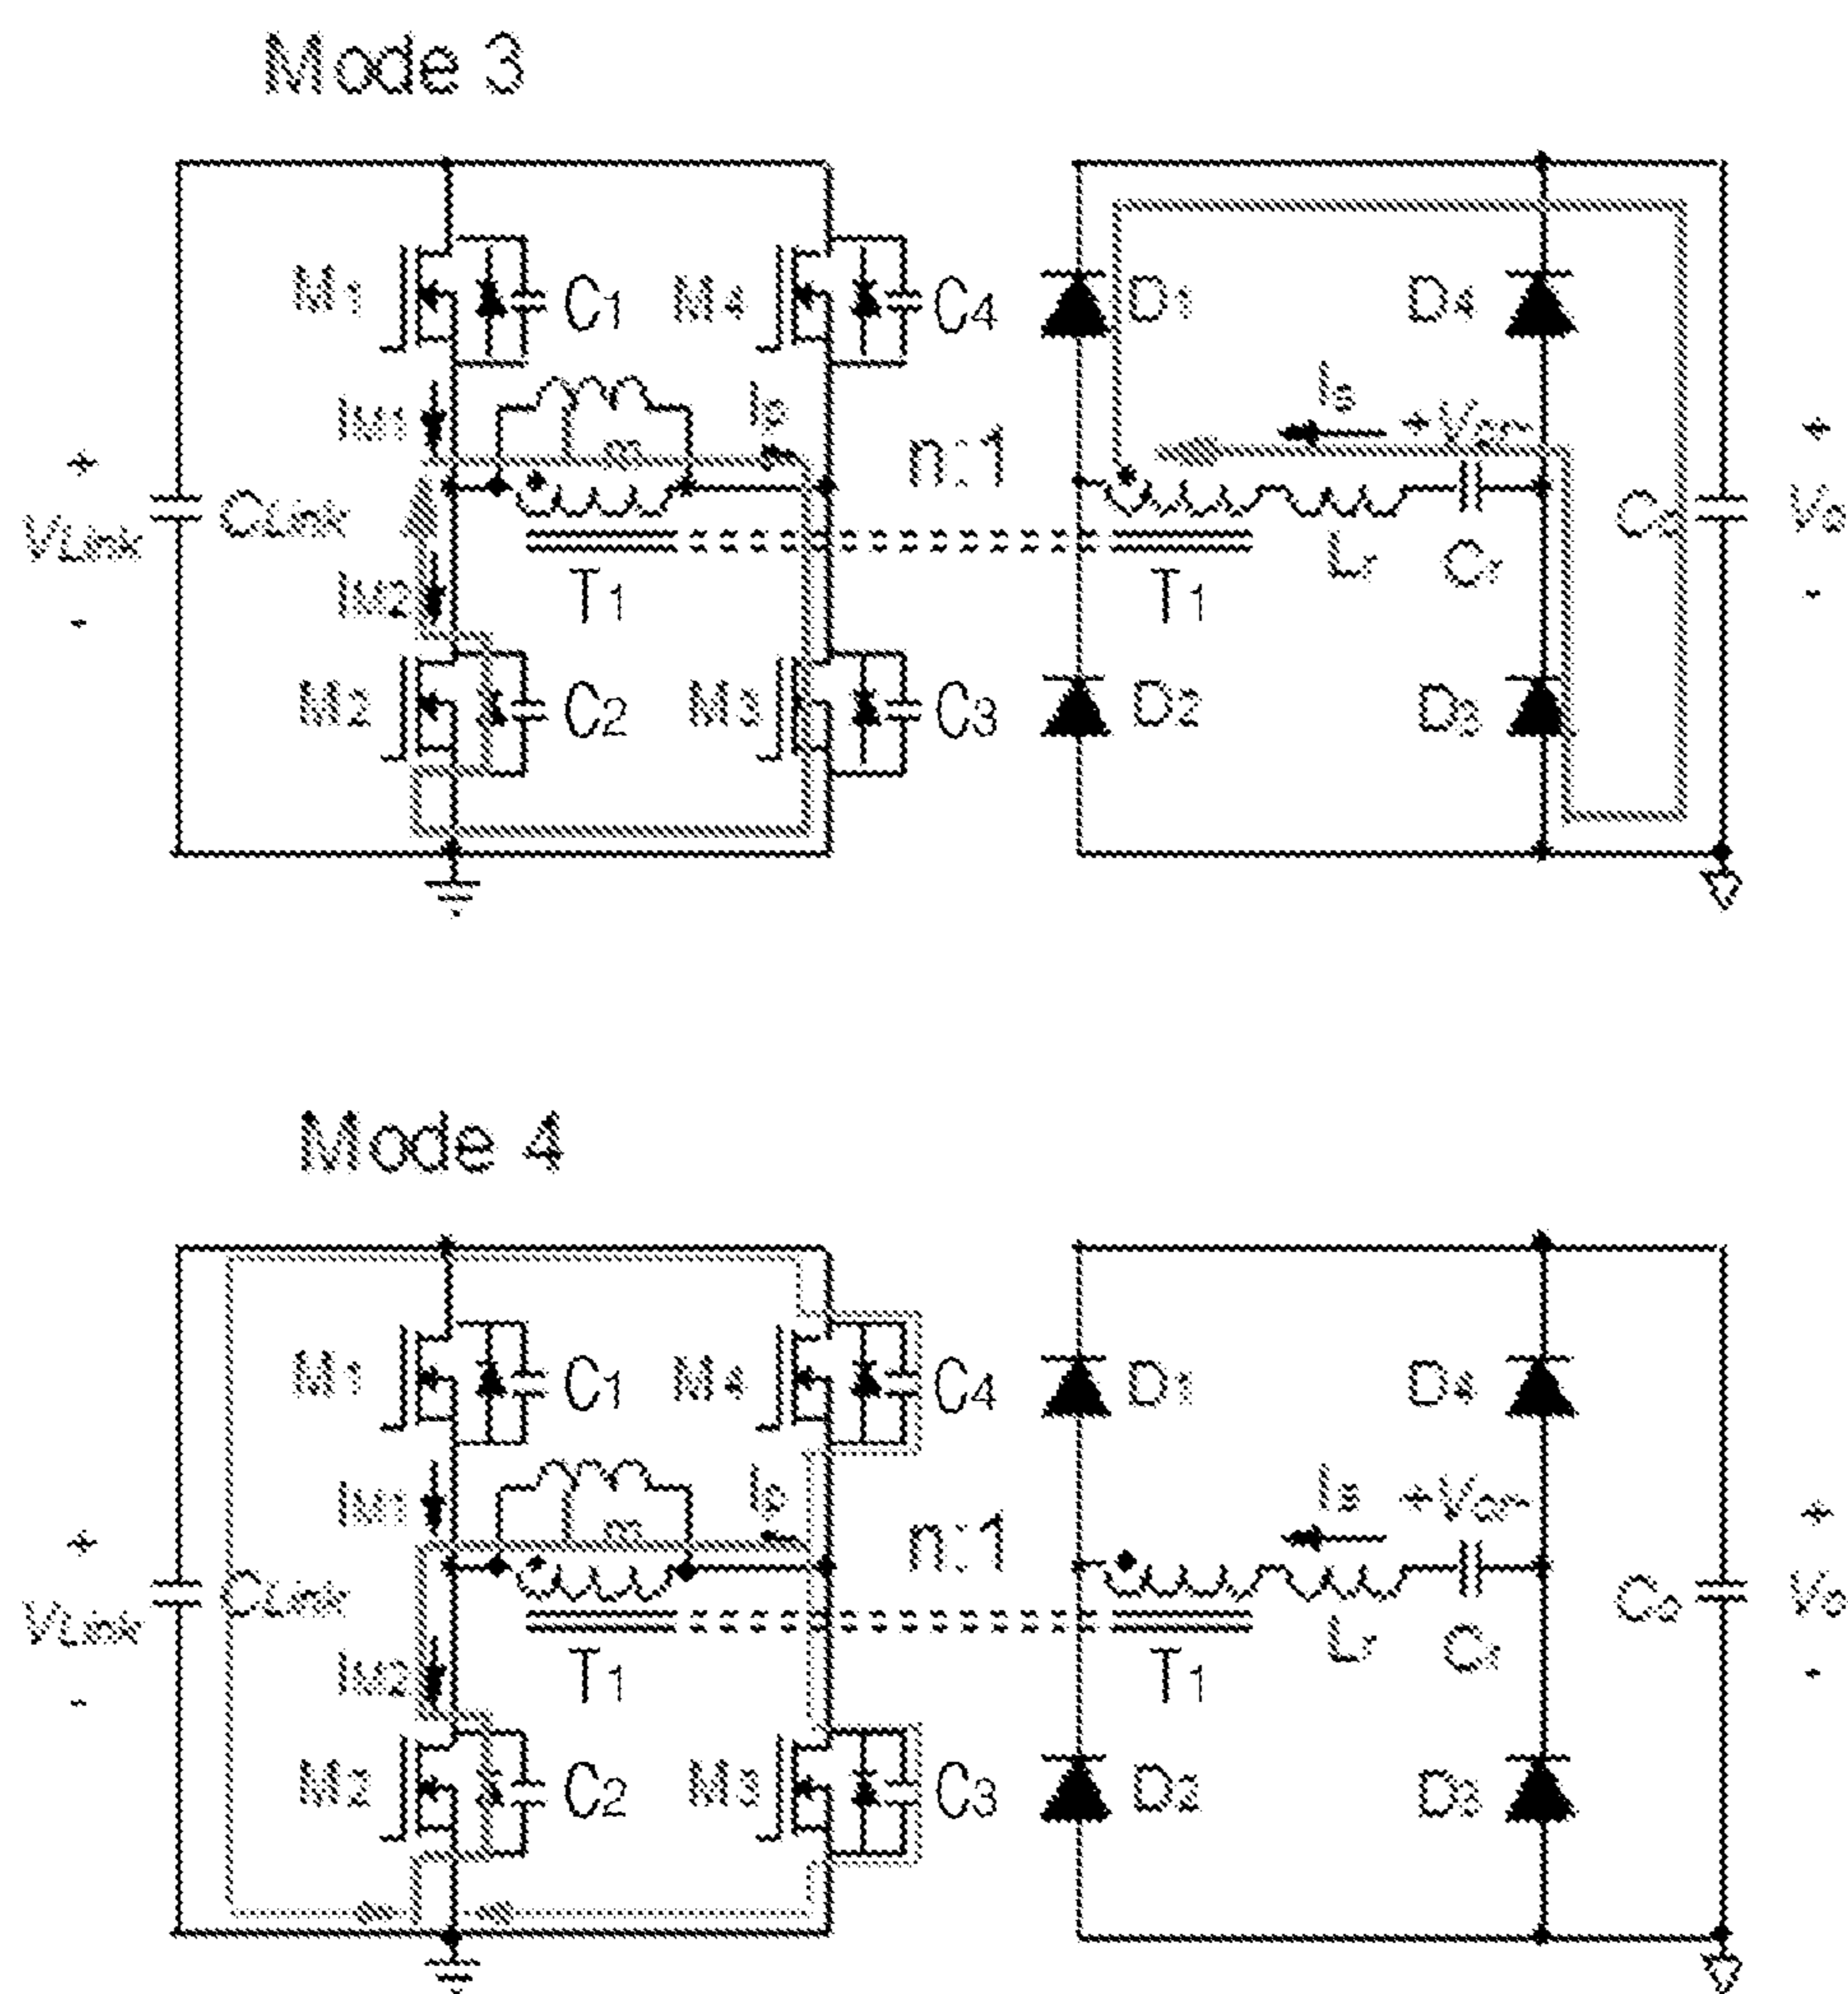 Mode 3
M1 C1 M4 C4 D1 D4
IM1 Ip n:1 Is +VCr-
+ +
VLink CLink Lm Co Vo
- -
IM2 T1 T1 Lr Cr
M2 C2 M3 C3 D2 D3
Mode 4
M1 C1 M4 C4 D1 D4
IM1 Ip n:1 Is +VCr-
+ +
VLink CLink Lm Co Vo
- -
IM2 T1 T1 Lr Cr
M2 C2 M3 C3 D2 D3